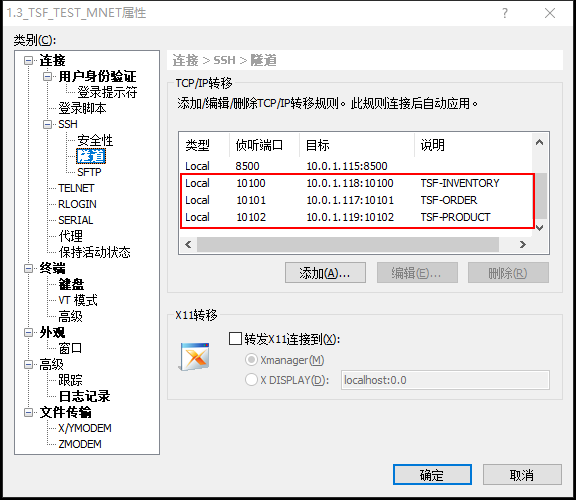 1.3_TSF_TEST_MNET属性
类别(C):
连接
用户身份验证
登录提示符
登录脚本
SSH
安全性
隧道
SFTP
TELNET
RLOGIN
SERIAL
代理
保持活动状态
终端
键盘
VT 模式
高级
外观
窗口
高级
跟踪
日志记录
文件传输
X/YMODEM
ZMODEM
连接 > SSH > 隧道
TCP/IP转移
添加/编辑/删除TCP/IP转移规则。此规则连接后自动应用。
类型 侦听端口 目标 说明
Local 8500 10.0.1.115:8500
Local 10100 10.0.1.118:10100 TSF-INVENTORY
Local 10101 10.0.1.117:10101 TSF-ORDER
Local 10102 10.0.1.119:10102 TSF-PRODUCT
添加(A)... 编辑(E)... 删除(R)
X11转移
转发X11连接到(X):
Xmanager(M)
X DISPLAY(D): localhost:0.0
确定 取消